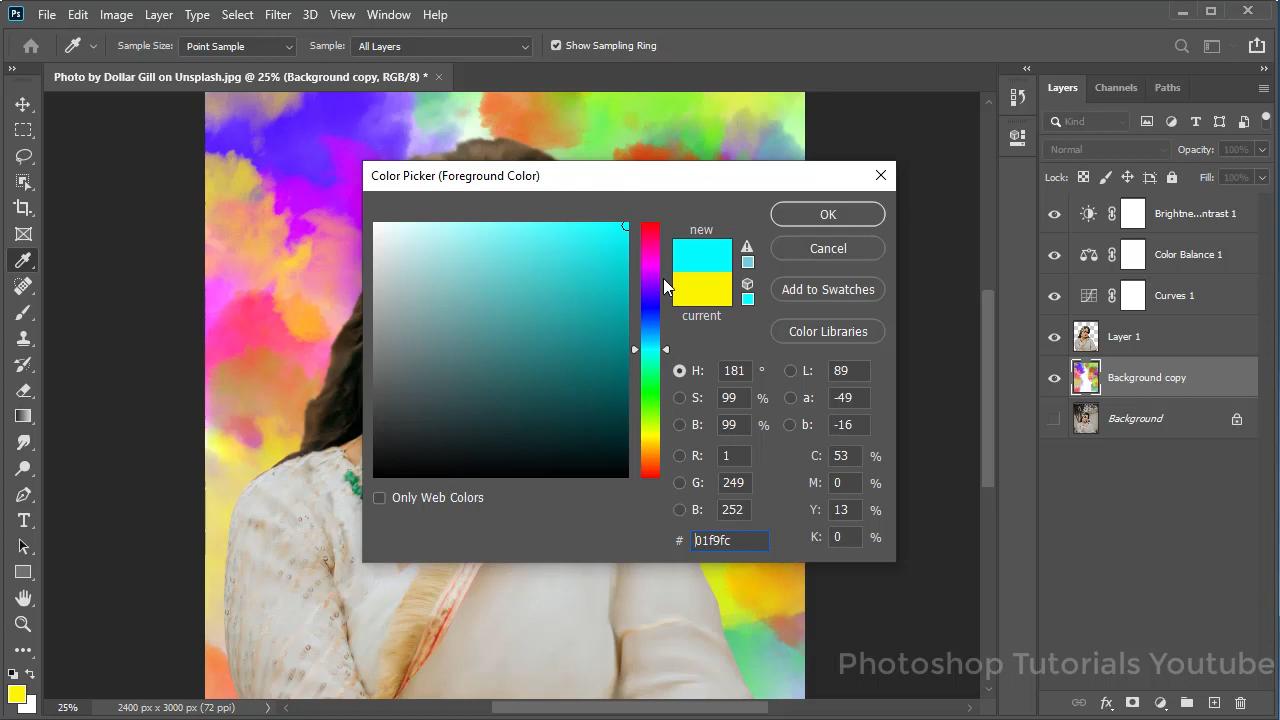 Ps File Edit Image Layer Type Select Filter 3D View Window Help
Sample Size: Point Sample Sample: All Layers Show Sampling Ring
Photo by Dollar Gill on Unsplash.jpg @ 25% (Background copy, RGB/8) *
Layers Channels Paths
Kind
Normal Opacity: 100%
Lock: Fill: 100%
Brightne...ntrast 1
Color Balance 1
Curves 1
Layer 1
Background copy
Background
Color Picker (Foreground Color)
new
current
OK
Cancel
Add to Swatches
Color Libraries
H: 181 ° L: 89
S: 99 % a: -49
B: 99 % b: -16
R: 1 C: 53 %
G: 249 M: 0 %
B: 252 Y: 13 %
# 01f9fc K: 0 %
Only Web Colors
Photoshop Tutorials Youtube
25% 2400 px x 3000 px (72 ppi)
fx